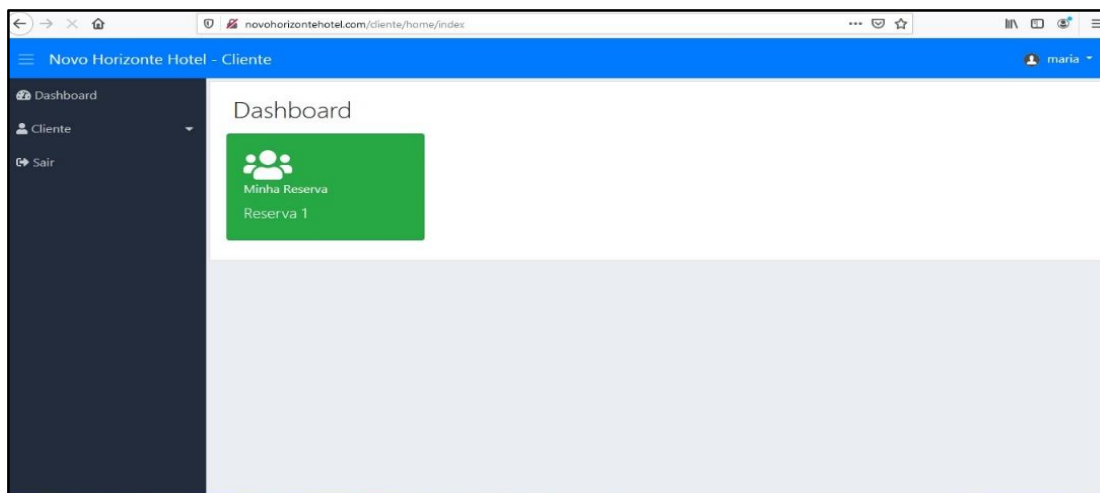 novohorizontehotel.com/cliente/home/index
Novo Horizonte Hotel - Cliente
maria
Dashboard
Cliente
Sair
Dashboard
Minha Reserva
Reserva 1